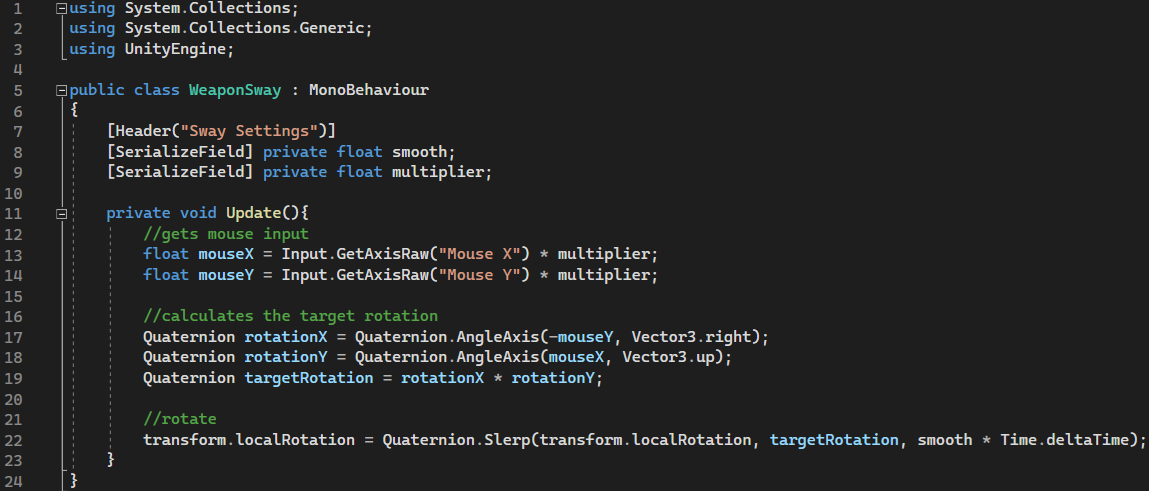 1 using System.Collections;
2 using System.Collections.Generic;
3 using UnityEngine;
4
5 public class WeaponSway : MonoBehaviour
6 {
7 [Header("Sway Settings")]
8 [SerializeField] private float smooth;
9 [SerializeField] private float multiplier;
10
11 private void Update(){
12 //gets mouse input
13 float mouseX = Input.GetAxisRaw("Mouse X") * multiplier;
14 float mouseY = Input.GetAxisRaw("Mouse Y") * multiplier;
15
16 //calculates the target rotation
17 Quaternion rotationX = Quaternion.AngleAxis(-mouseY, Vector3.right);
18 Quaternion rotationY = Quaternion.AngleAxis(mouseX, Vector3.up);
19 Quaternion targetRotation = rotationX * rotationY;
20
21 //rotate
22 transform.localRotation = Quaternion.Slerp(transform.localRotation, targetRotation, smooth * Time.deltaTime);
23 }
24 }